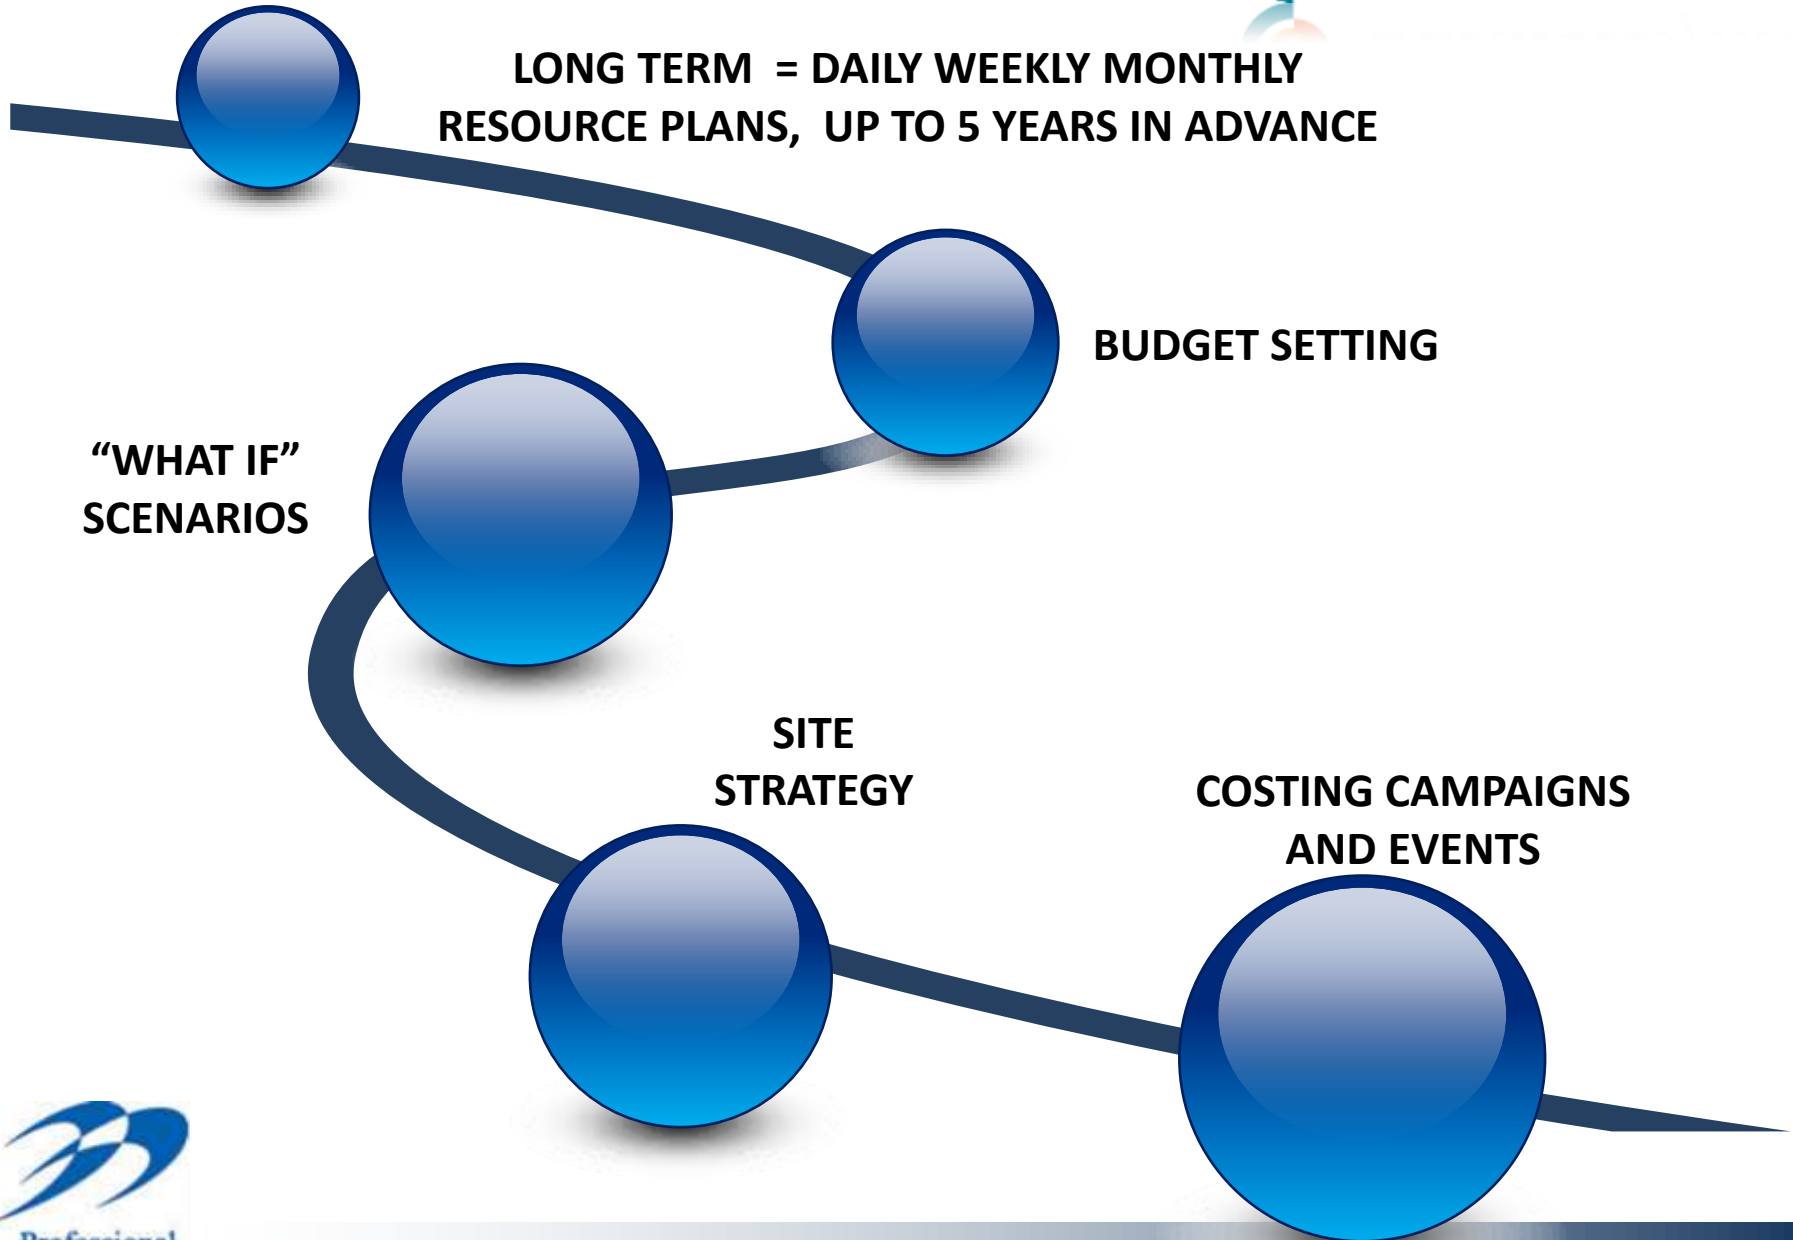 LONG TERM = DAILY WEEKLY MONTHLY
RESOURCE PLANS, UP TO 5 YEARS IN ADVANCE
BUDGET SETTING
“WHAT IF”
SCENARIOS
SITE
STRATEGY
COSTING CAMPAIGNS
AND EVENTS
Professional